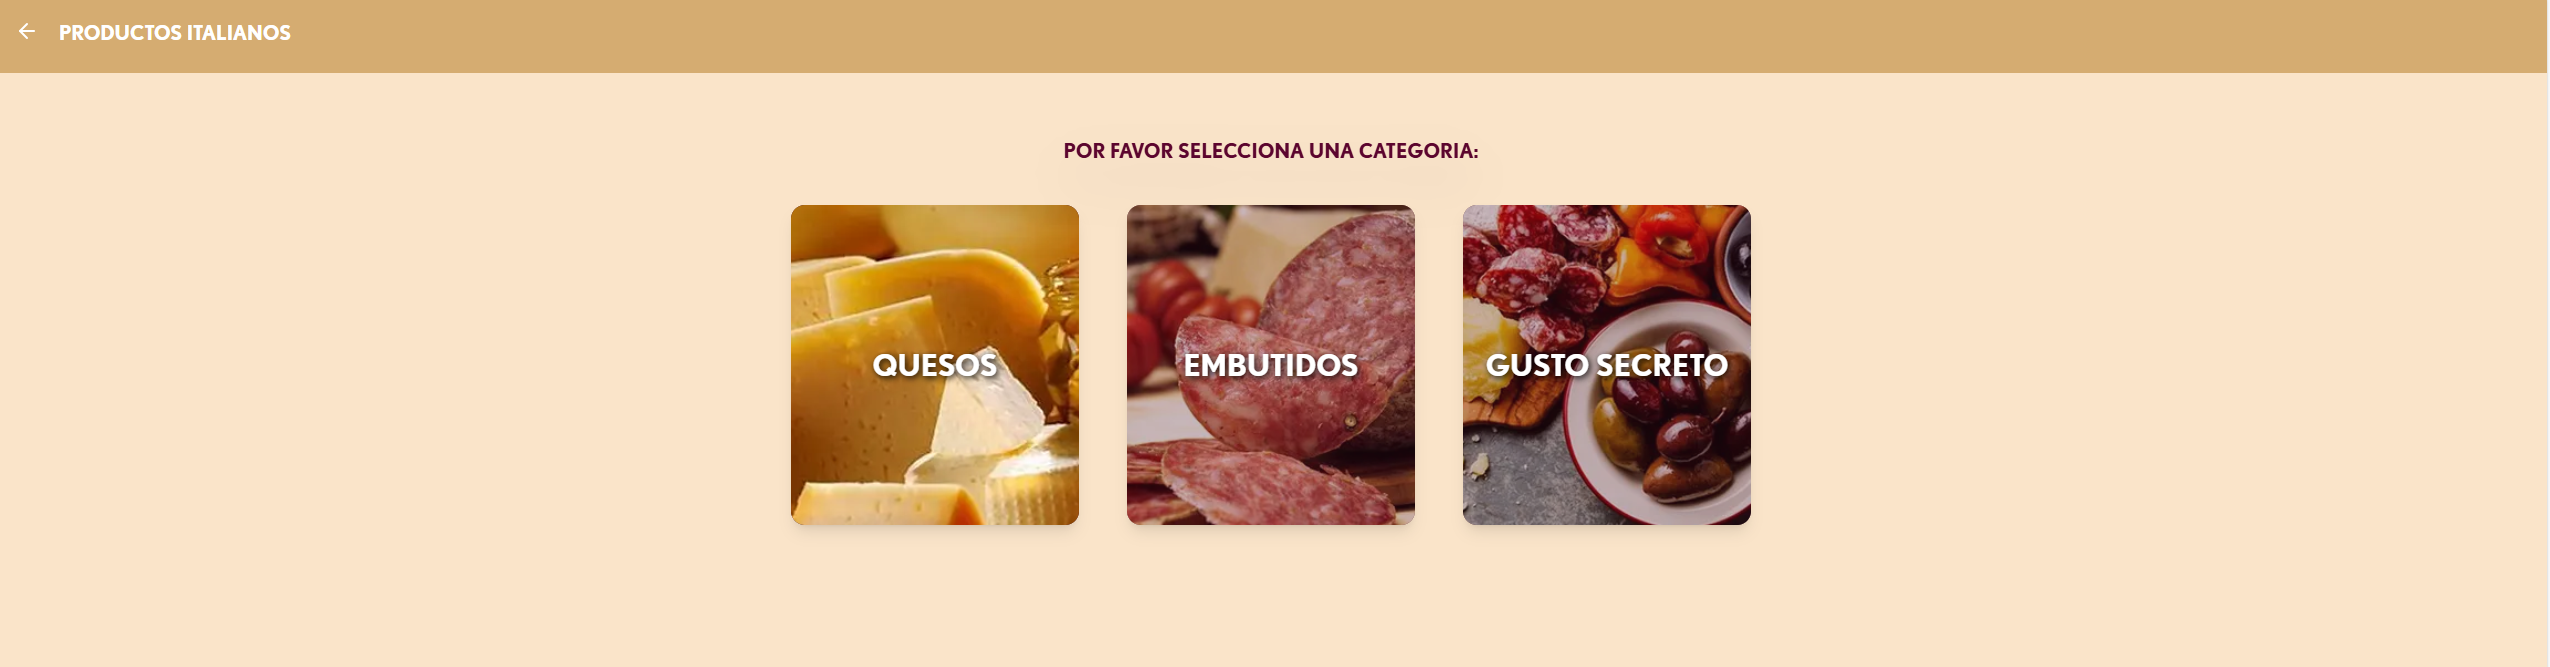 PRODUCTOS ITALIANOS
POR FAVOR SELECCIONA UNA CATEGORIA:
QUESOS
EMBUTIDOS
GUSTO SECRETO